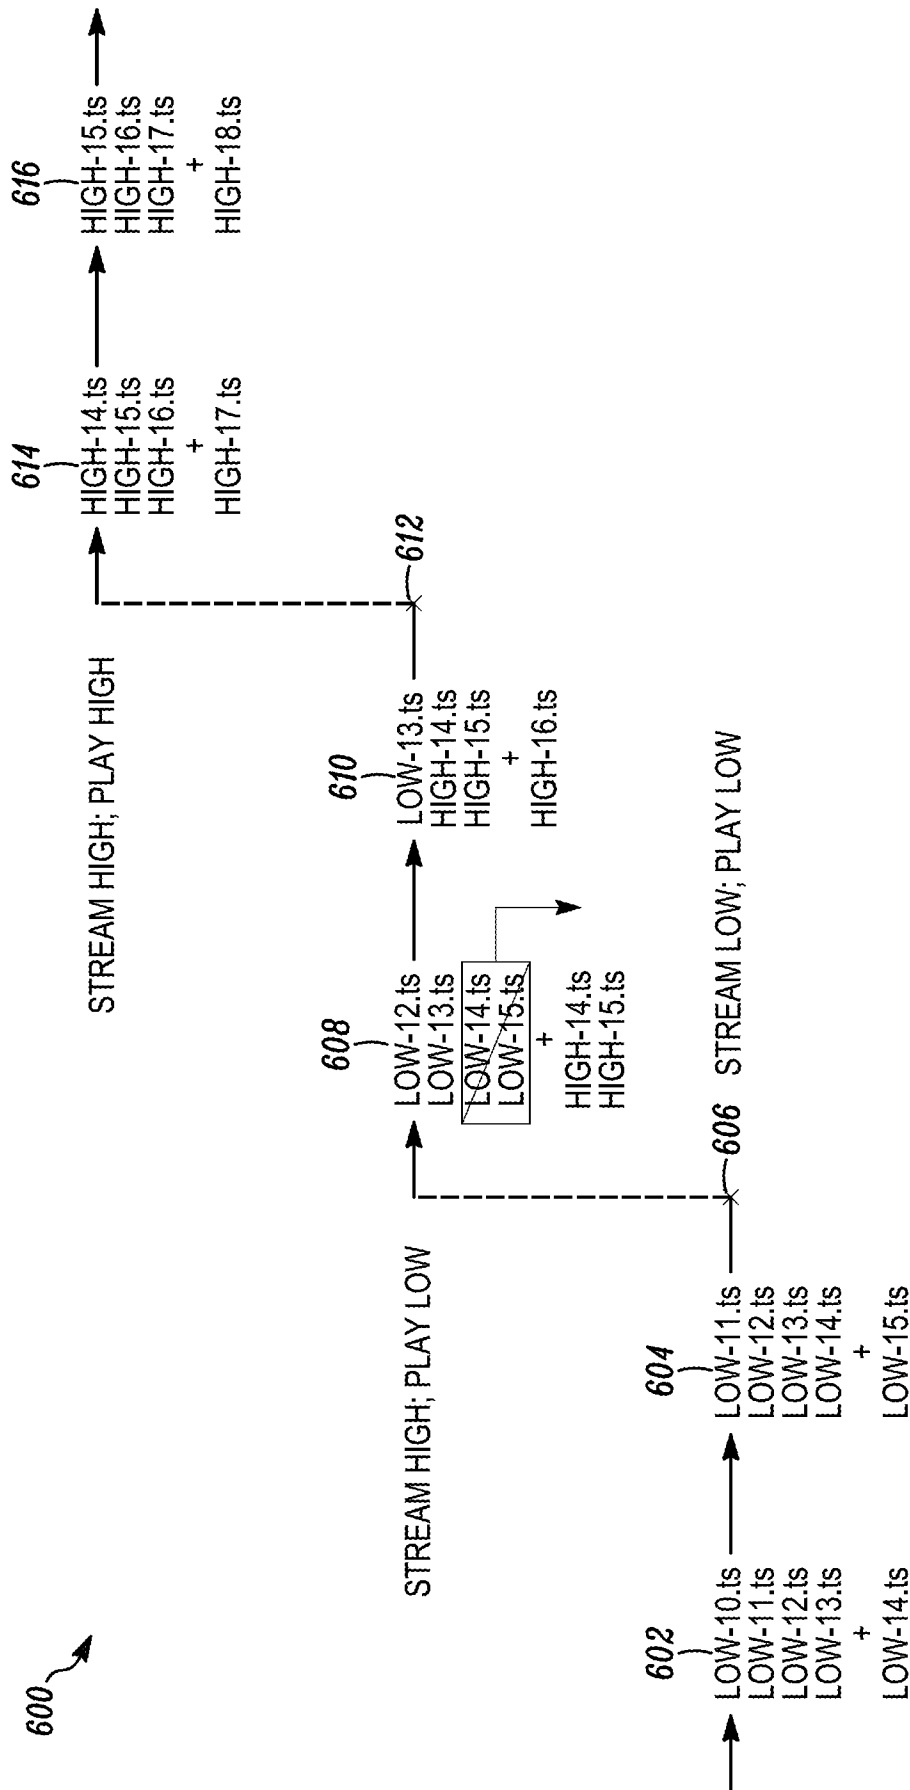 600
602
LOW-10.ts
LOW-11.ts
LOW-12.ts
LOW-13.ts
+
LOW-14.ts
604
LOW-11.ts
LOW-12.ts
LOW-13.ts
LOW-14.ts
+
LOW-15.ts
606
STREAM LOW; PLAY LOW
STREAM HIGH; PLAY LOW
608
LOW-12.ts
LOW-13.ts
LOW-14.ts
LOW-15.ts
+
HIGH-14.ts
HIGH-15.ts
610
LOW-13.ts
HIGH-14.ts
HIGH-15.ts
+
HIGH-16.ts
612
STREAM HIGH; PLAY HIGH
614
HIGH-14.ts
HIGH-15.ts
HIGH-16.ts
+
HIGH-17.ts
616
HIGH-15.ts
HIGH-16.ts
HIGH-17.ts
+
HIGH-18.ts